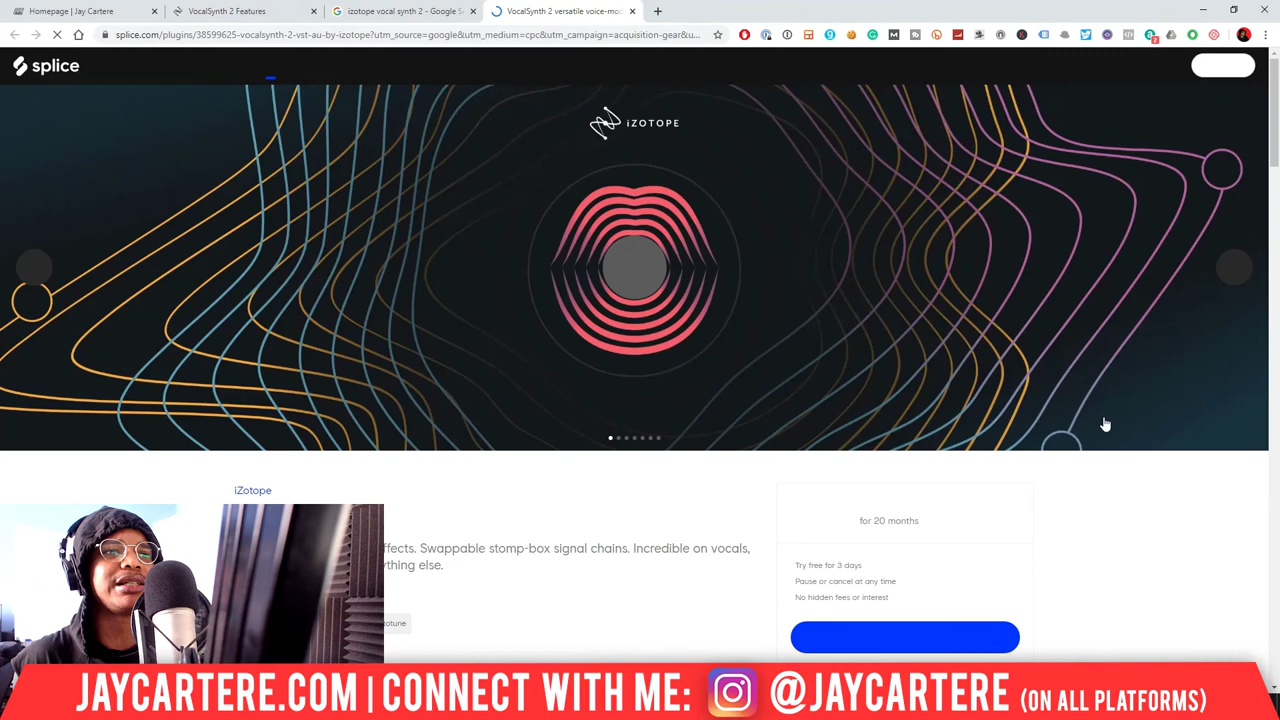 Homepage | Jay Cartere
VocalSynth 2 Features
izotope vocal synth 2 - Google S
VocalSynth 2 versatile voice-mod
splice.com/plugins/38599625-vocalsynth-2-vst-au-by-izotope?utm_source=google&utm_medium=cpc&utm_campaign=acquisition-gear&u...
splice
iZOTOPE
iZotope
for 20 months
ffects. Swappable stomp-box signal chains. Incredible on vocals,
ything else.
Try free for 3 days
Pause or cancel at any time
No hidden fees or interest
otune
JAYCARTERE.COM | CONNECT WITH ME: @JAYCARTERE (ON ALL PLATFORMS)